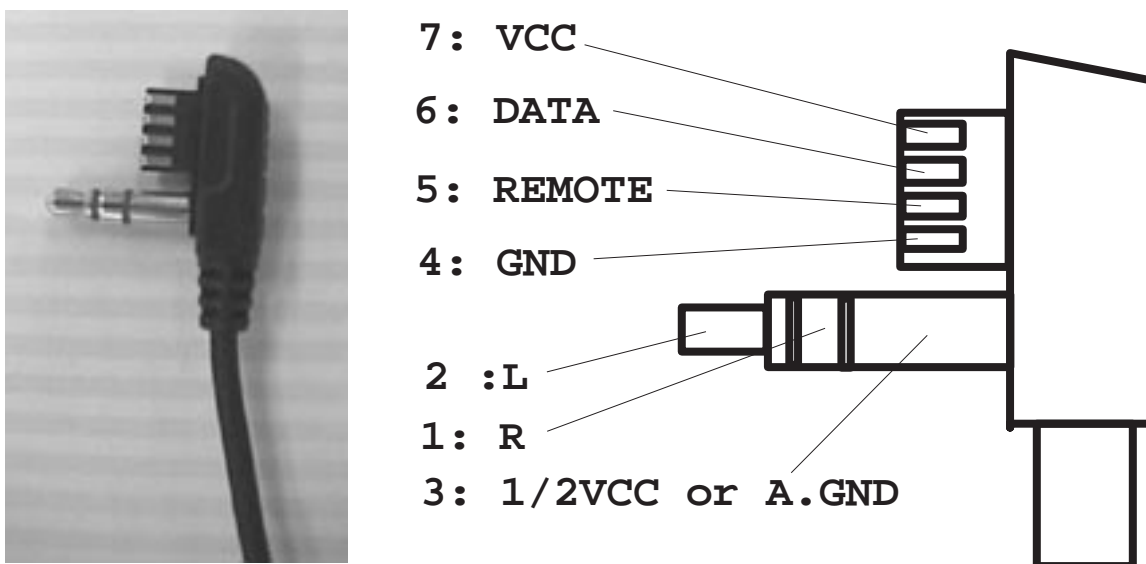 7: VCC
6: DATA
5: REMOTE
4: GND
2 :L
1: R
3: 1/2VCC or A.GND